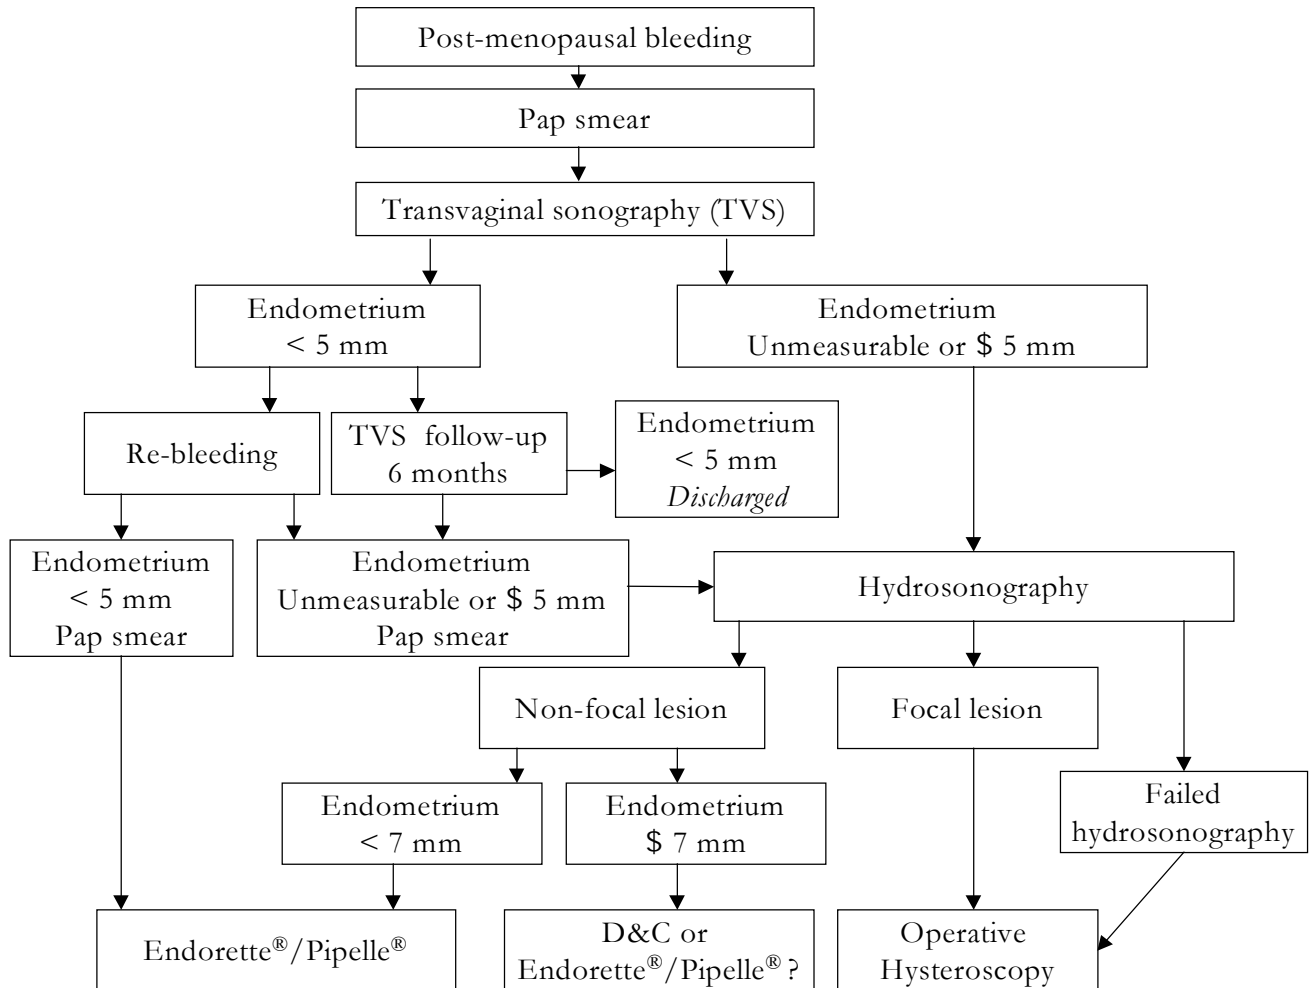 Post-menopausal bleeding
Pap smear
Transvaginal sonography (TVS)
Endometrium
< 5 mm
Endometrium
Unmeasurable or $ 5 mm
Re-bleeding
TVS follow-up
6 months
Endometrium
< 5 mm
Discharged
Endometrium
< 5 mm
Pap smear
Endometrium
Unmeasurable or $ 5 mm
Pap smear
Hydrosonography
Non-focal lesion
Focal lesion
Failed
hydrosonography
Endometrium
< 7 mm
Endometrium
$ 7 mm
Endorette®/Pipelle®
D&C or
Endorette®/Pipelle® ?
Operative
Hysteroscopy